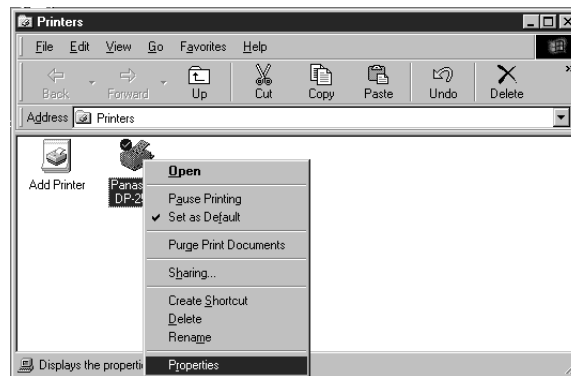 Printers
File Edit View Go Favorites Help
Back Forward Up Cut Copy Paste Undo Delete »
Address Printers
Add Printer
Panas
DP-2
Open
Pause Printing
Set as Default
Purge Print Documents
Sharing...
Create Shortcut
Delete
Rename
Properties
Displays the properti